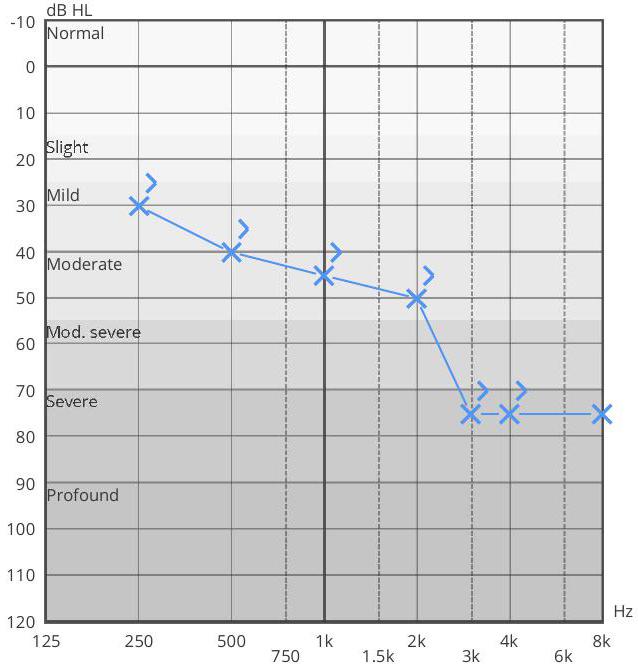 dB HL
-10
Normal
0
10
Slight
20
Mild
30
40
Moderate
50
Mod. severe
60
70
Severe
80
90
Profound
100
110
120
Hz
125 250 500 1k 2k 4k 8k
750 1.5k 3k 6k